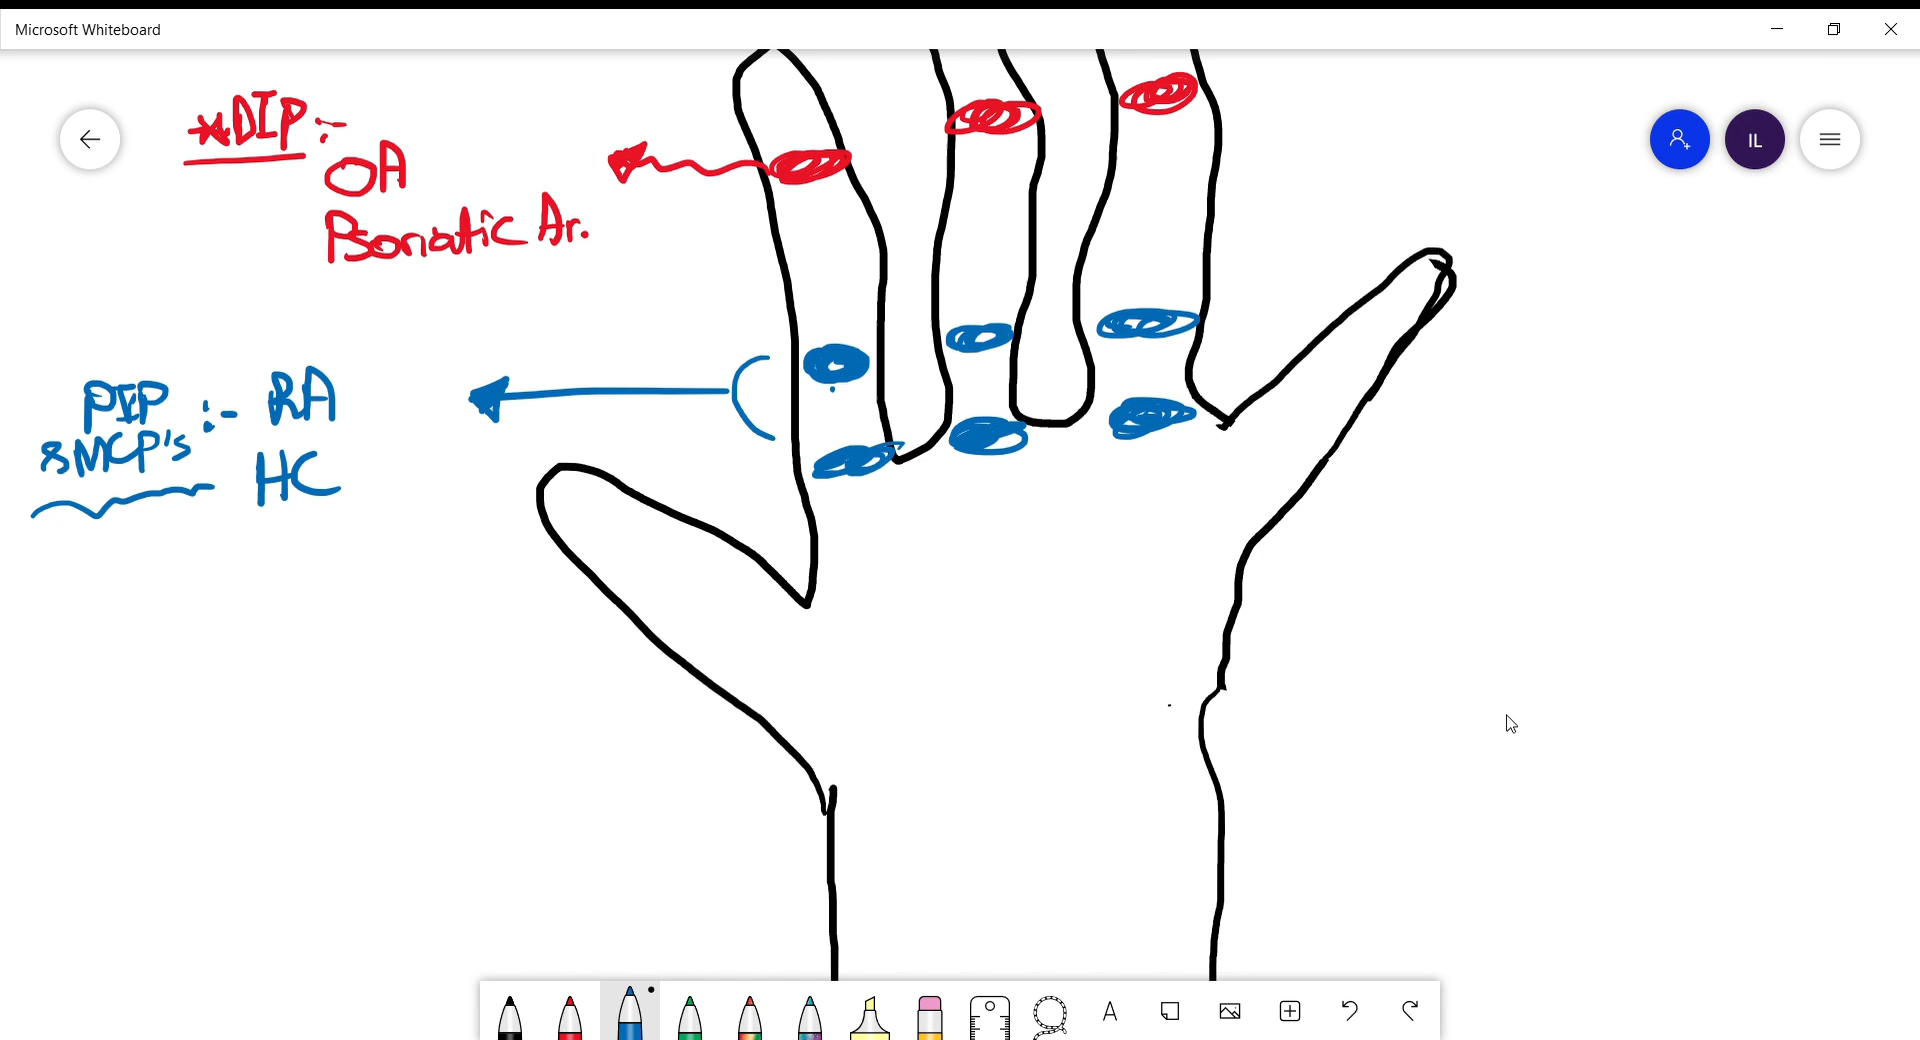 Microsoft Whiteboard
*DIP :-
OA
Psoriatic Ar.
PIP :- RA
&MCP's
HC
IL
A